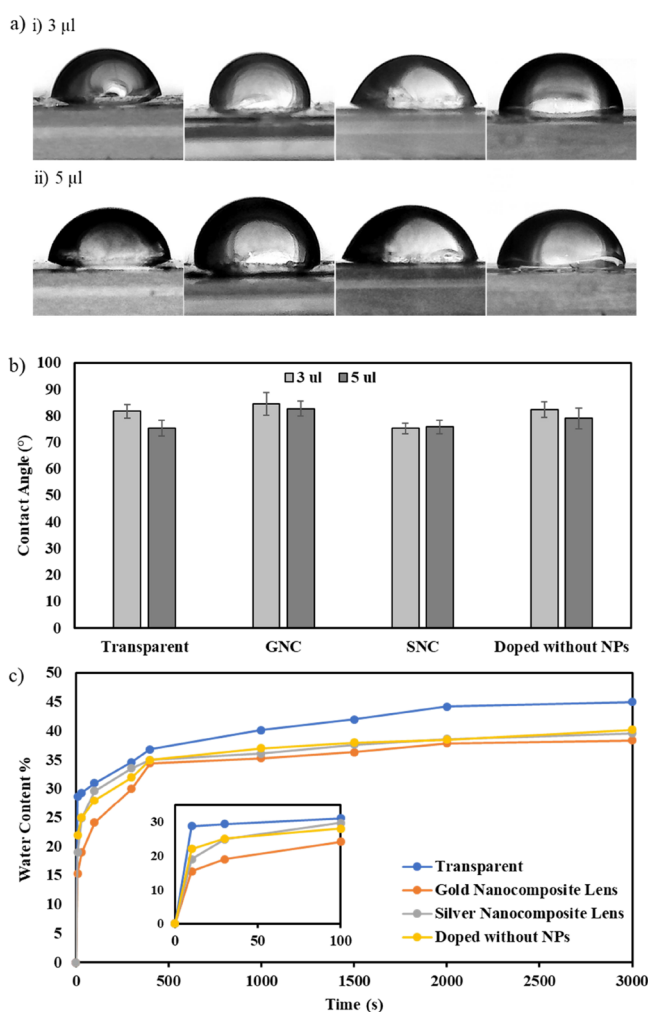 a) i) 3 µl
ii) 5 µl
b)
100
90
80
70
60
50
40
30
20
10
0
Contact Angle (°)
3 ul 5 ul
Transparent GNC SNC Doped without NPs
c)
50
45
40
35
30
25
20
15
10
5
0
Water Content %
30
20
10
0
0 50 100
Transparent
Gold Nanocomposite Lens
Silver Nanocomposite Lens
Doped without NPs
0 500 1000 1500 2000 2500 3000
Time (s)